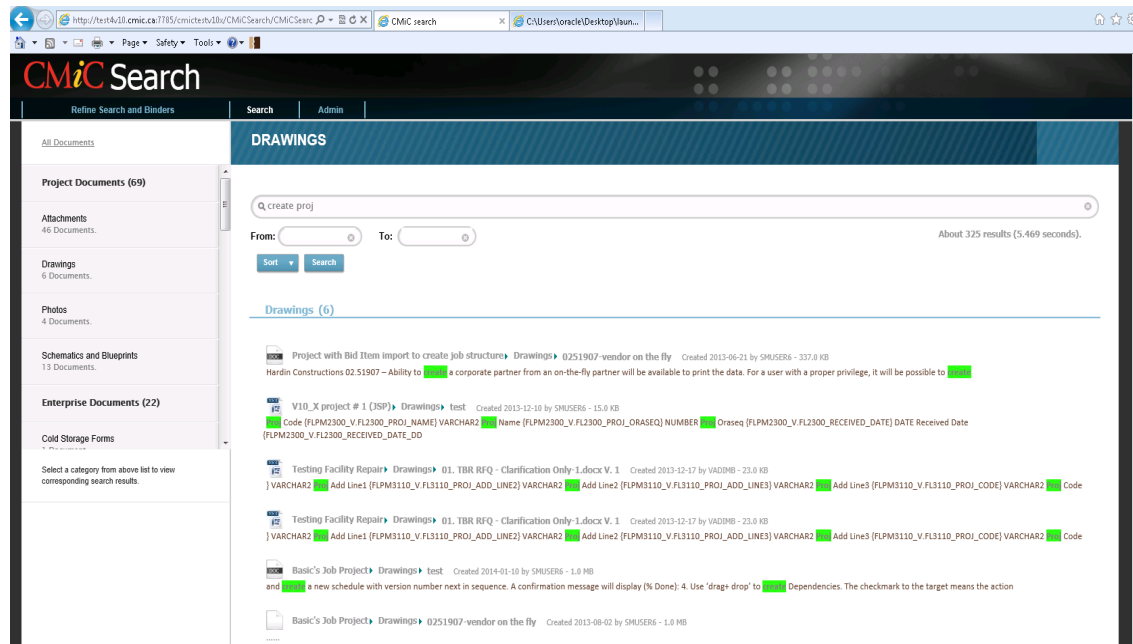 http://test4v10.cmic.ca:7785/cmictestv10x/CMiCSearch/CMiCSearc
CMiC search
C:\Users\oracle\Desktop\laun...
Page Safety Tools
CMiC Search
Refine Search and Binders
Search
Admin
All Documents
DRAWINGS
Project Documents (69)
create proj
Attachments
46 Documents.
From: To:
About 325 results (5.469 seconds).
Sort Search
Drawings
6 Documents.
Drawings (6)
Photos
4 Documents.
Schematics and Blueprints
13 Documents.
Enterprise Documents (22)
Cold Storage Forms
Select a category from above list to view
corresponding search results.
Project with Bid Item import to create job structure Drawings 0251907-vendor on the fly Created 2013-06-21 by SMUSER6 - 337.0 KB
Hardin Constructions 02.51907 – Ability to create a corporate partner from an on-the-fly partner will be available to print the data. For a user with a proper privilege, it will be possible to create
V10_X project # 1 (JSP) Drawings test Created 2013-12-10 by SMUSER6 - 15.0 KB
Proj Code {FLPM2300_V.FL2300_PROJ_NAME} VARCHAR2 Proj Name {FLPM2300_V.FL2300_PROJ_ORASEQ} NUMBER Proj Oraseq {FLPM2300_V.FL2300_RECEIVED_DATE} DATE Received Date
{FLPM2300_V.FL2300_RECEIVED_DATE_DD
Testing Facility Repair Drawings 01. TBR RFQ - Clarification Only-1.docx V. 1 Created 2013-12-17 by VADIMB - 23.0 KB
} VARCHAR2 Proj Add Line1 {FLPM3110_V.FL3110_PROJ_ADD_LINE2} VARCHAR2 Proj Add Line2 {FLPM3110_V.FL3110_PROJ_ADD_LINE3} VARCHAR2 Proj Add Line3 {FLPM3110_V.FL3110_PROJ_CODE} VARCHAR2 Proj Code
Testing Facility Repair Drawings 01. TBR RFQ - Clarification Only-1.docx V. 1 Created 2013-12-17 by VADIMB - 23.0 KB
} VARCHAR2 Proj Add Line1 {FLPM3110_V.FL3110_PROJ_ADD_LINE2} VARCHAR2 Proj Add Line2 {FLPM3110_V.FL3110_PROJ_ADD_LINE3} VARCHAR2 Proj Add Line3 {FLPM3110_V.FL3110_PROJ_CODE} VARCHAR2 Proj Code
Basic's Job Project Drawings test Created 2014-01-10 by SMUSER6 - 1.0 MB
and create a new schedule with version number next in sequence. A confirmation message will display (% Done): 4. Use 'drag+ drop' to create Dependencies. The checkmark to the target means the action
Basic's Job Project Drawings 0251907-vendor on the fly Created 2013-08-02 by SMUSER6 - 1.0 MB
......